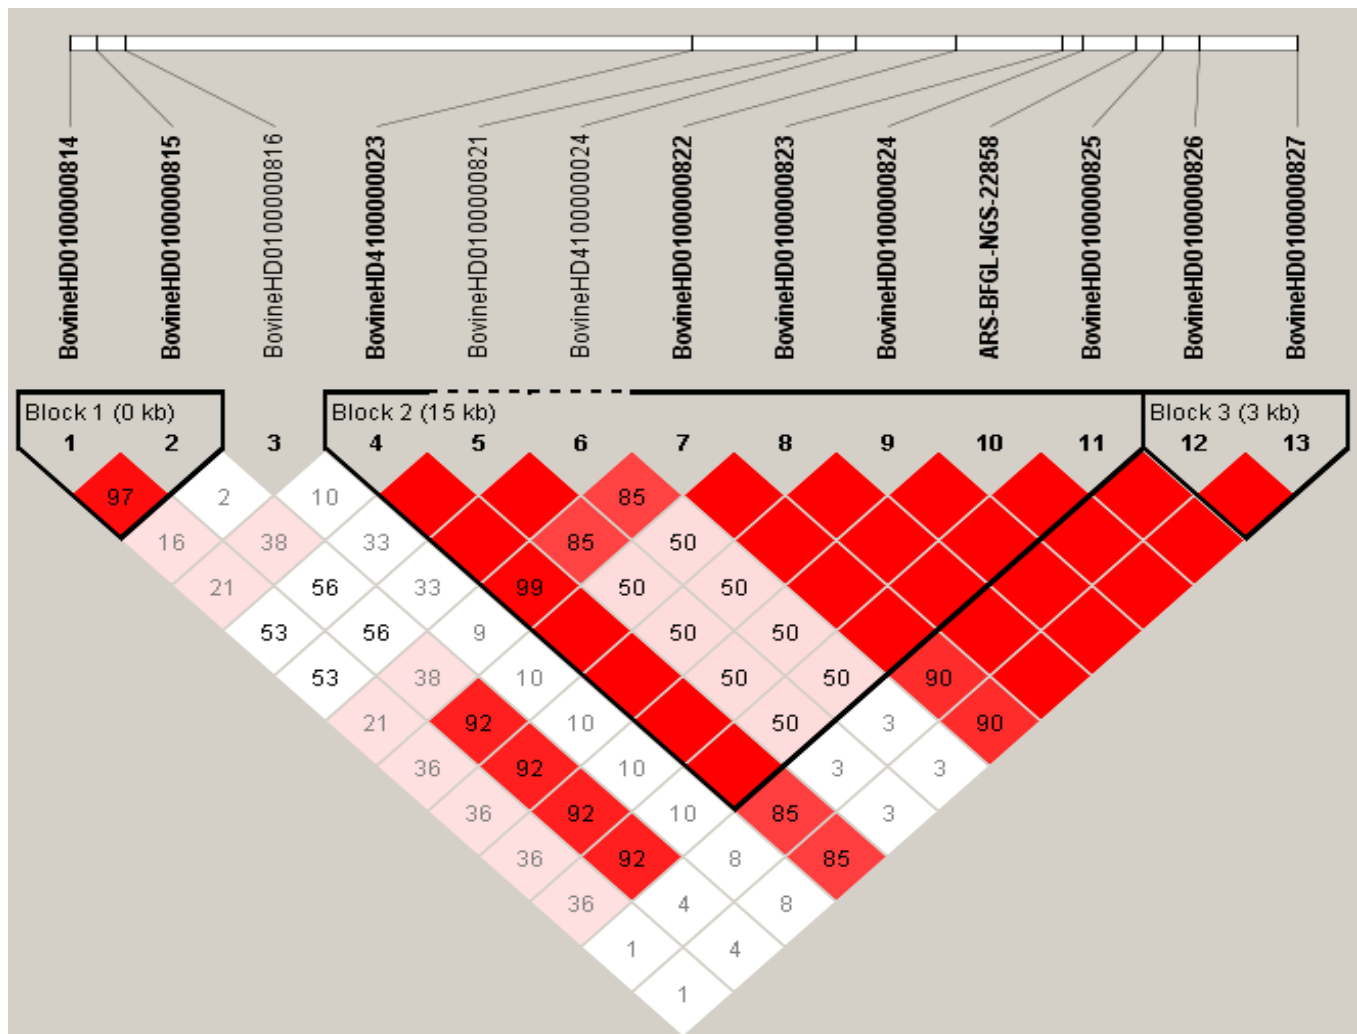 BovineHD0100000814
BovineHD0100000815
BovineHD0100000816
BovineHD4100000023
BovineHD0100000821
BovineHD4100000024
BovineHD0100000822
BovineHD0100000823
BovineHD0100000824
ARS-BFGL-NGS-22858
BovineHD0100000825
BovineHD0100000826
BovineHD0100000827
Block 1 (0 kb) Block 2 (15 kb) Block 3 (3 kb)
1 2 3 4 5 6 7 8 9 10 11 12 13
97 2 10 85
16 38 33 85 50
21 56 33 99 50 50
53 56 9 50 50
53 38 10 50 50 90
21 92 10 50 3 90
36 92 10 3 3
36 92 10 85 3
36 92 8 85
36 4 8
1 4
1